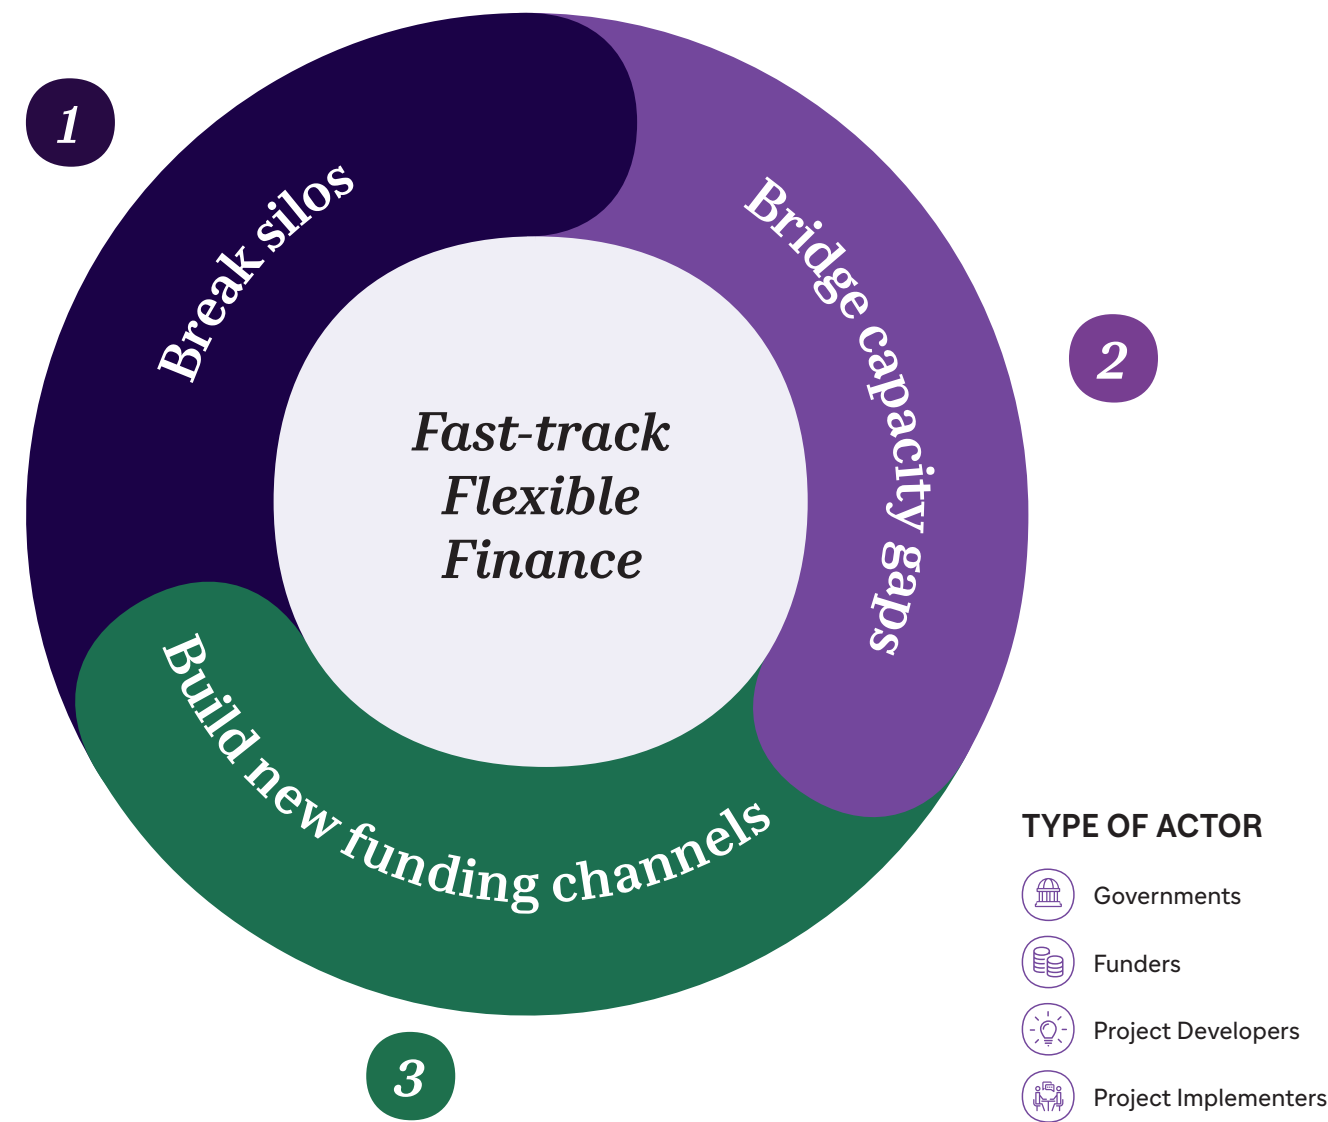 1
Break silos
Bridge capacity gaps
2
Fast-track
Flexible
Finance
Build new funding channels
3
TYPE OF ACTOR
Governments
Funders
Project Developers
Project Implementers